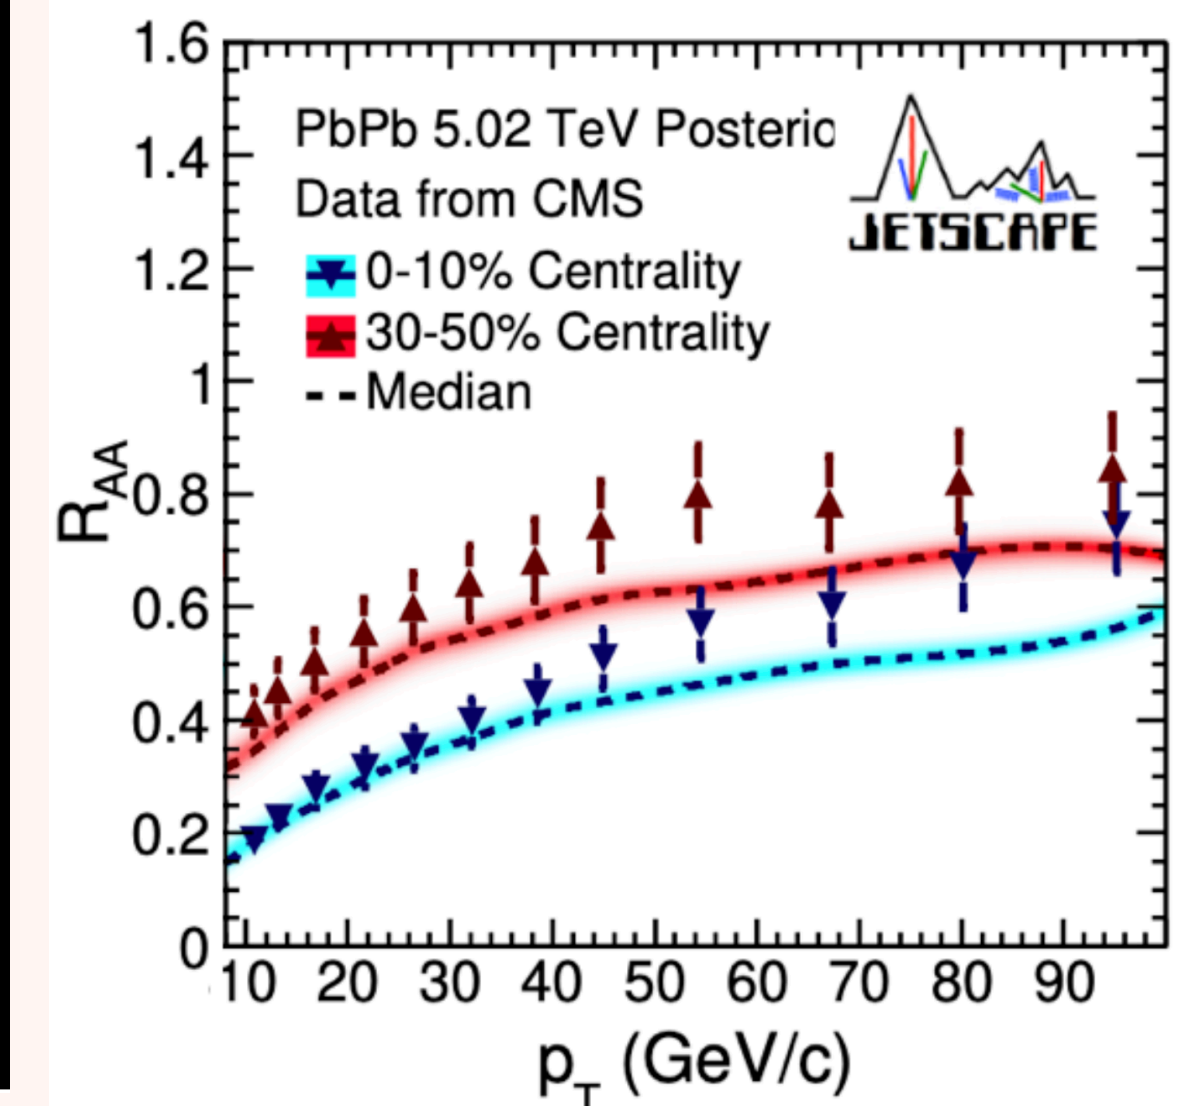 1.6
PbPb 5.02 TeV Posterio
1.4
Data from CMS
JETSCAPE
1.2
0-10% Centrality
30-50% Centrality
1
Median
0.8
0.6
0.4
0.2
0
10 20 30 40 50 60 70 80 90
R_AA
p_T (GeV/c)